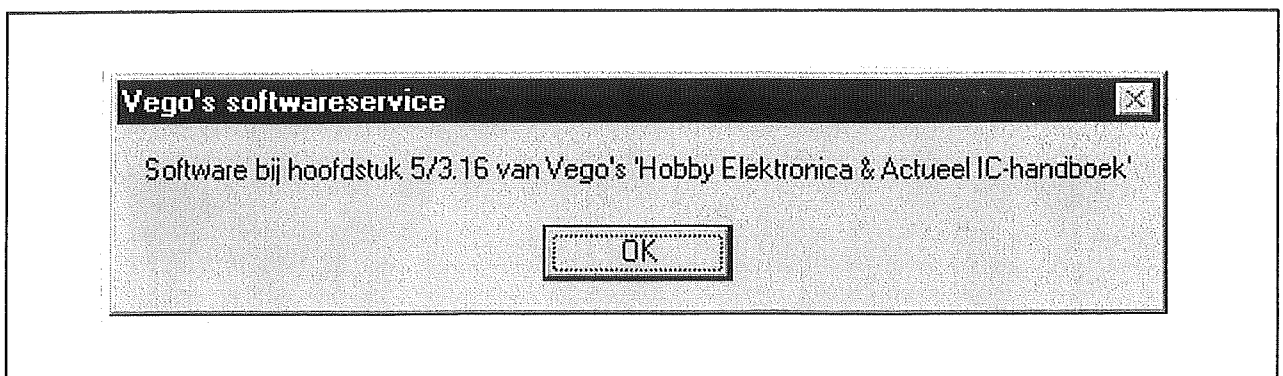 Vego's softwareservice
Software bij hoofdstuk 5/3.16 van Vego's 'Hobby Elektronica & Actueel IC-handboek'
OK